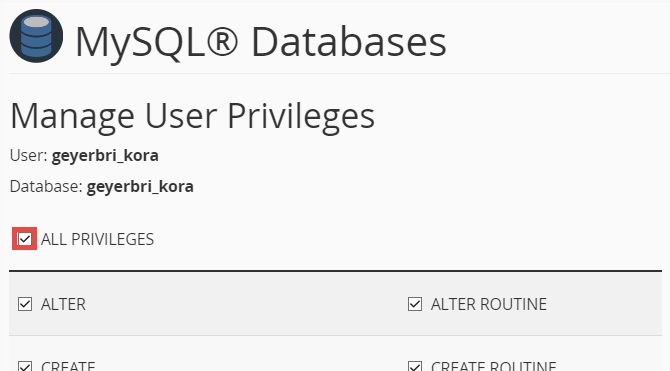 MySQL® Databases
Manage User Privileges
User: geyerbri_kora
Database: geyerbri_kora
ALL PRIVILEGES
ALTER ALTER ROUTINE
CREATE CREATE ROUTINE